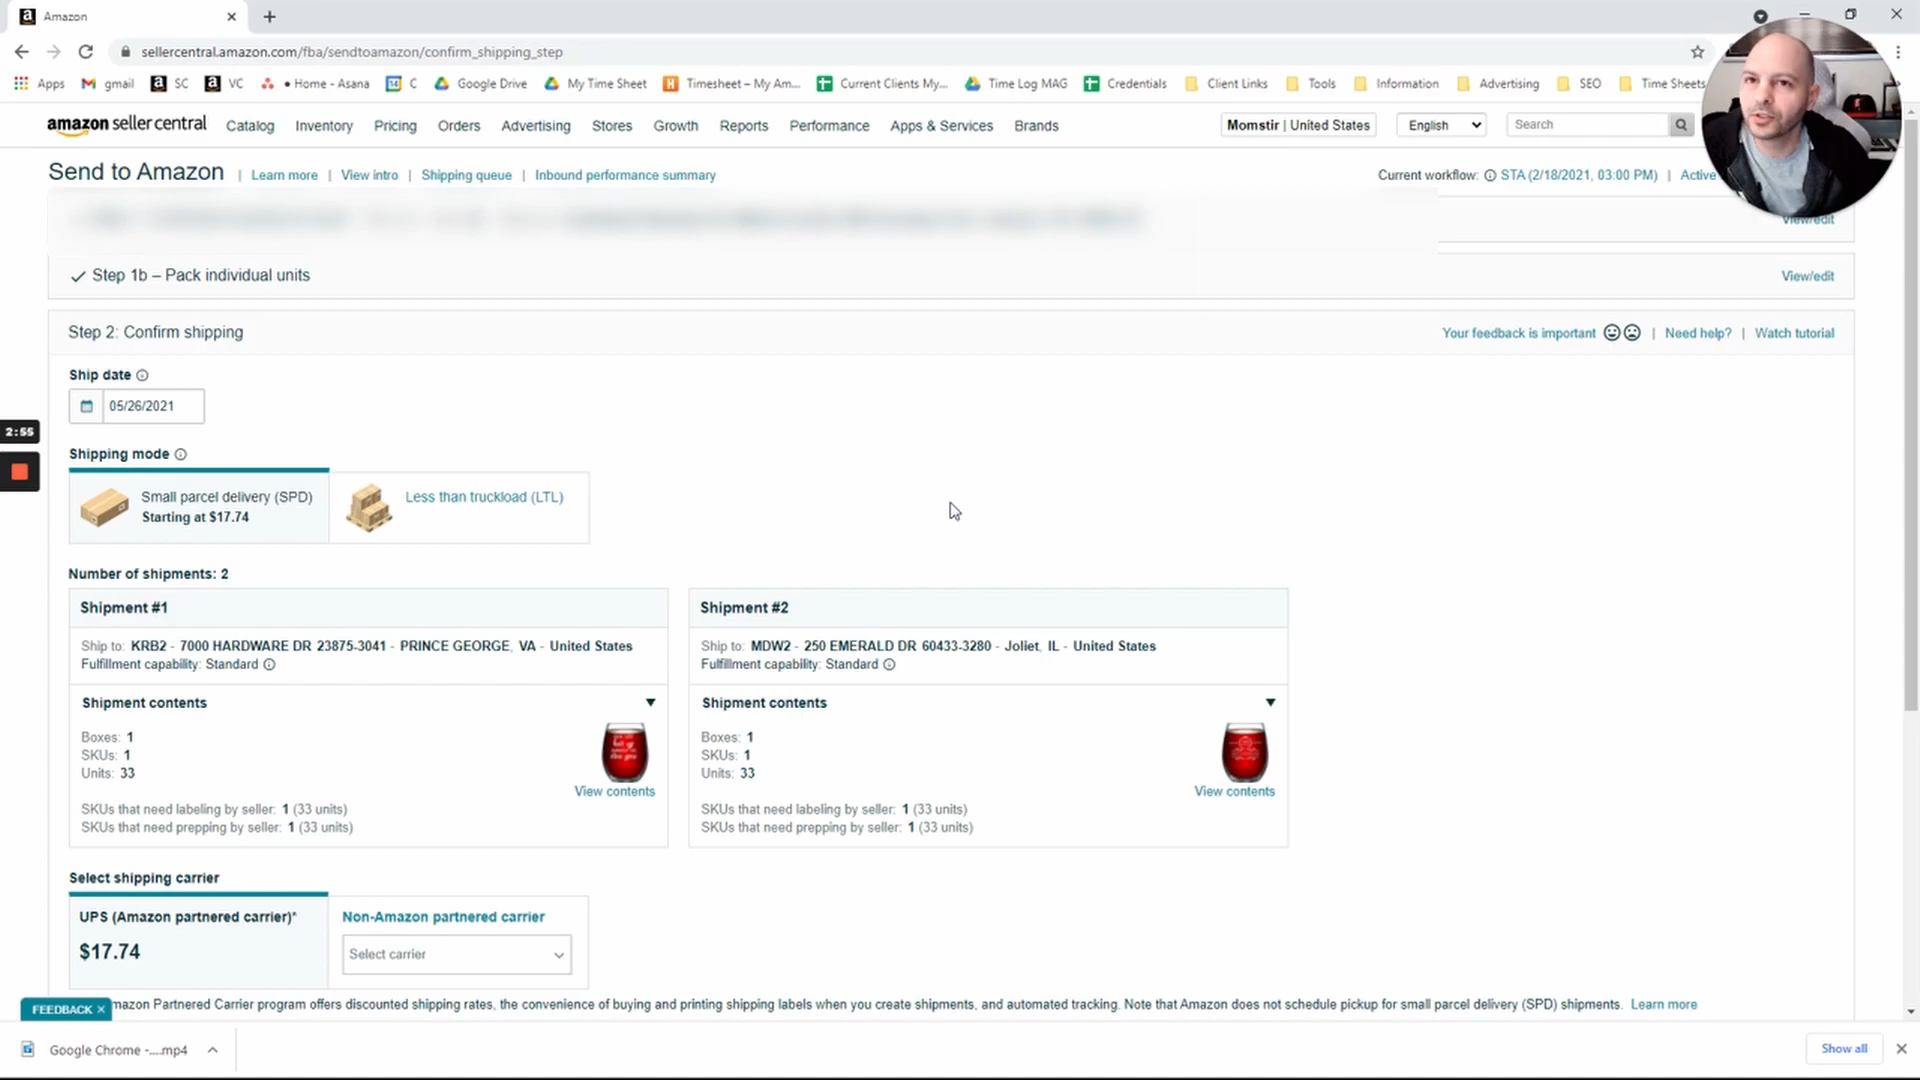 Amazon
sellercentral.amazon.com/fba/sendtoamazon/confirm_shipping_step
Apps gmail SC VC • Home - Asana C Google Drive My Time Sheet Timesheet – My Am... Current Clients My... Time Log MAG Credentials Client Links Tools Information Advertising SEO Time Sheets
amazon seller central Catalog Inventory Pricing Orders Advertising Stores Growth Reports Performance Apps & Services Brands Momstir | United States English Search
Send to Amazon | Learn more | View intro | Shipping queue | Inbound performance summary Current workflow: STA (2/18/2021, 03:00 PM) | Active
View/edit
Step 1b – Pack individual units View/edit
Step 2: Confirm shipping Your feedback is important | Need help? | Watch tutorial
Ship date
05/26/2021
2:55
Shipping mode
Small parcel delivery (SPD)
Starting at $17.74
Less than truckload (LTL)
Number of shipments: 2
Shipment #1
Ship to: KRB2 - 7000 HARDWARE DR 23875-3041 - PRINCE GEORGE, VA - United States
Fulfillment capability: Standard
Shipment contents
Boxes: 1
SKUs: 1
Units: 33
View contents
SKUs that need labeling by seller: 1 (33 units)
SKUs that need prepping by seller: 1 (33 units)
Shipment #2
Ship to: MDW2 - 250 EMERALD DR 60433-3280 - Joliet, IL - United States
Fulfillment capability: Standard
Shipment contents
Boxes: 1
SKUs: 1
Units: 33
View contents
SKUs that need labeling by seller: 1 (33 units)
SKUs that need prepping by seller: 1 (33 units)
Select shipping carrier
UPS (Amazon partnered carrier)*
$17.74
Non-Amazon partnered carrier
Select carrier
mazon Partnered Carrier program offers discounted shipping rates, the convenience of buying and printing shipping labels when you create shipments, and automated tracking. Note that Amazon does not schedule pickup for small parcel delivery (SPD) shipments. Learn more
FEEDBACK
Google Chrome -....mp4 Show all